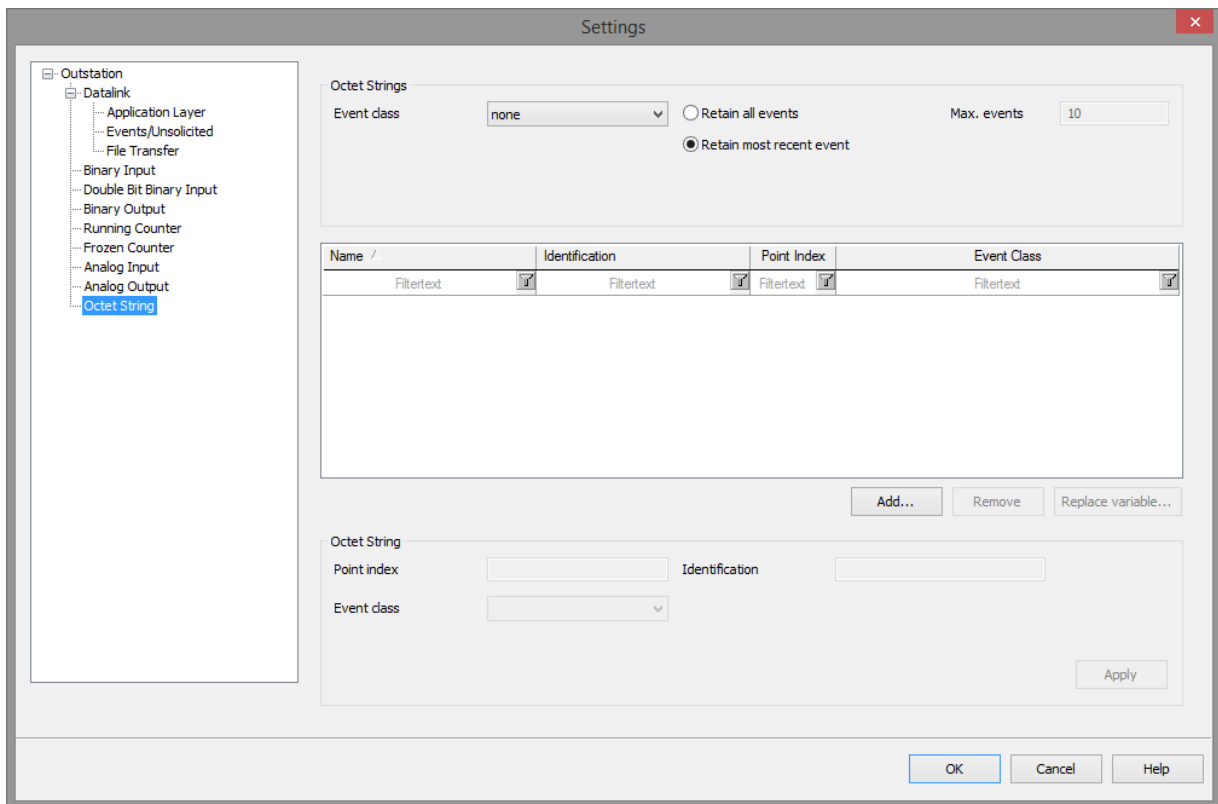 Settings
Outstation
Datalink
Application Layer
Events/Unsolicited
File Transfer
Binary Input
Double Bit Binary Input
Binary Output
Running Counter
Frozen Counter
Analog Input
Analog Output
Octet String
Octet Strings
Event class none Retain all events Max. events 10
Retain most recent event
Name Identification Point Index Event Class
Filtertext Filtertext Filtertext Filtertext
Add... Remove Replace variable...
Octet String
Point index Identification
Event class
Apply
OK Cancel Help